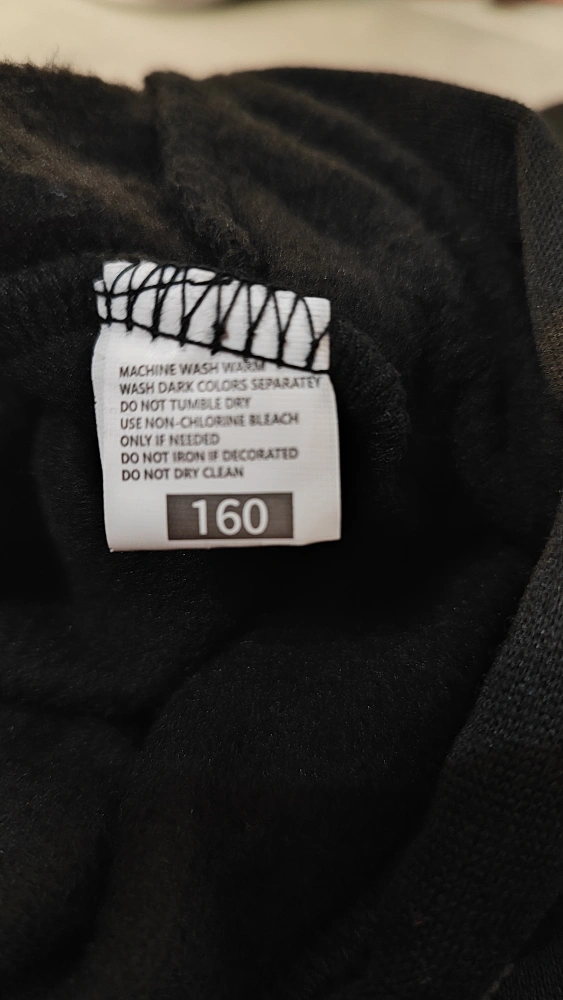 MACHINE WASH WARM
WASH DARK COLORS SEPARATEY
DO NOT TUMBLE DRY
USE NON-CHLORINE BLEACH
ONLY IF NEEDED
DO NOT IRON IF DECORATED
DO NOT DRY CLEAN
160